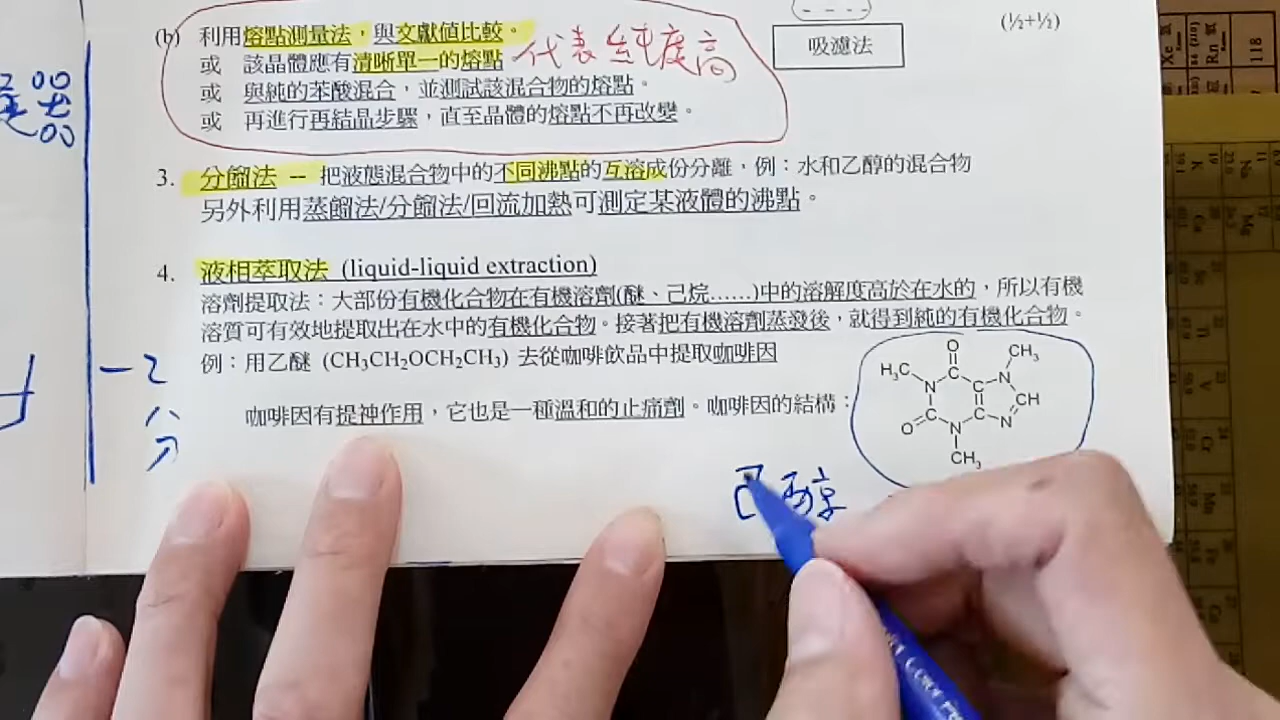 (b) 利用熔點測量法，與文獻值比較。
(½+½)
或 該晶體應有清晰單一的熔點
代表純度高
吸濾法
或 與純的苯酸混合，並測試該混合物的熔點。
或 再進行再結晶步驟，直至晶體的熔點不再改變。
3. 分餾法 -- 把液態混合物中的不同沸點的互溶成份分離，例：水和乙醇的混合物
另外利用蒸餾法/分餾法/回流加熱可測定某液體的沸點。
4. 液相萃取法 (liquid-liquid extraction)
溶劑提取法：大部份有機化合物在有機溶劑(醚、己烷……)中的溶解度高於在水的，所以有機
溶質可有效地提取出在水中的有機化合物。接著把有機溶劑蒸發後，就得到純的有機化合物。
例：用乙醚 (CH₃CH₂OCH₂CH₃) 去從咖啡飲品中提取咖啡因
咖啡因有提神作用，它也是一種溫和的止痛劑。咖啡因的結構：
O
CH₃
H₃C
C
N
N
C
CH
C
C
O
N
N
CH₃
醇
Xe
Rn
118
K
Na
Mg
Ca
Sc
Ti
V
Cr
Mn
Fe
Co